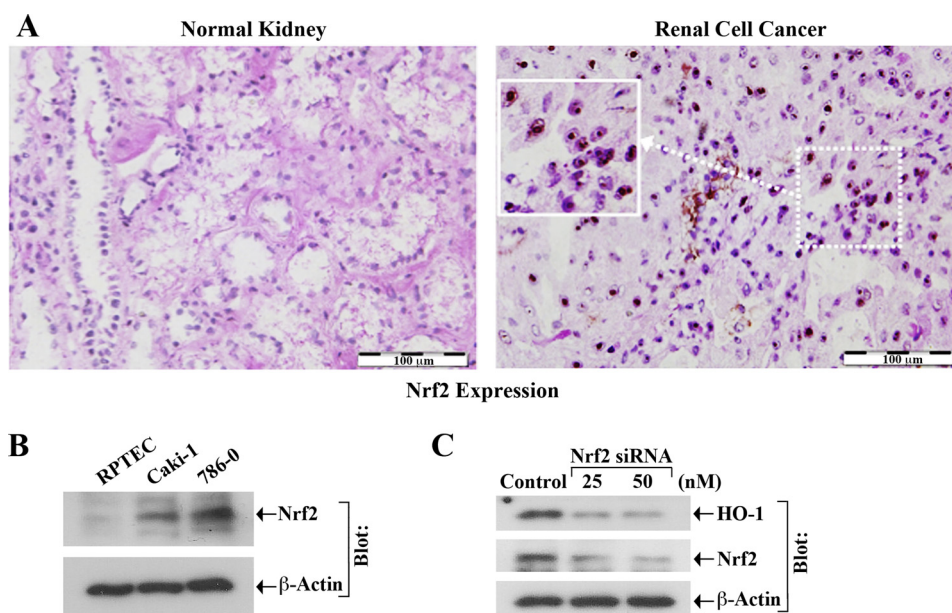 A
Normal Kidney
Renal Cell Cancer
100 μm
100 μm
Nrf2 Expression
B
RPTEC
Caki-1
786-0
Nrf2
β-Actin
Blot:
C
Nrf2 siRNA
Control 25 50 (nM)
HO-1
Nrf2
β-Actin
Blot: